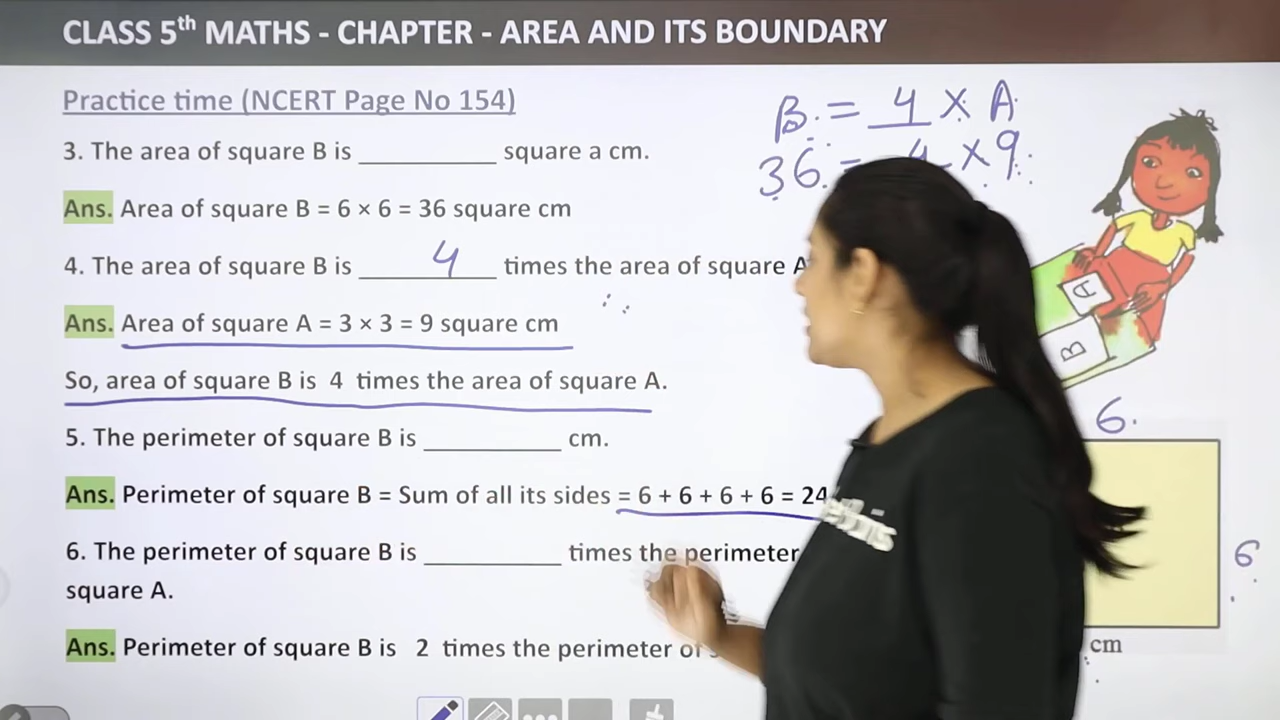 CLASS 5th MATHS - CHAPTER - AREA AND ITS BOUNDARY
Practice time (NCERT Page No 154)
B = 4 × A
36 = 4 × 9
3. The area of square B is __________ square a cm.
Ans. Area of square B = 6 × 6 = 36 square cm
4. The area of square B is 4 times the area of square A
Ans. Area of square A = 3 × 3 = 9 square cm
So, area of square B is 4 times the area of square A.
5. The perimeter of square B is __________ cm.
Ans. Perimeter of square B = Sum of all its sides = 6 + 6 + 6 + 6 = 24
6. The perimeter of square B is __________ times the perimeter
square A.
Ans. Perimeter of square B is 2 times the perimeter of
A
B
6
6
cm